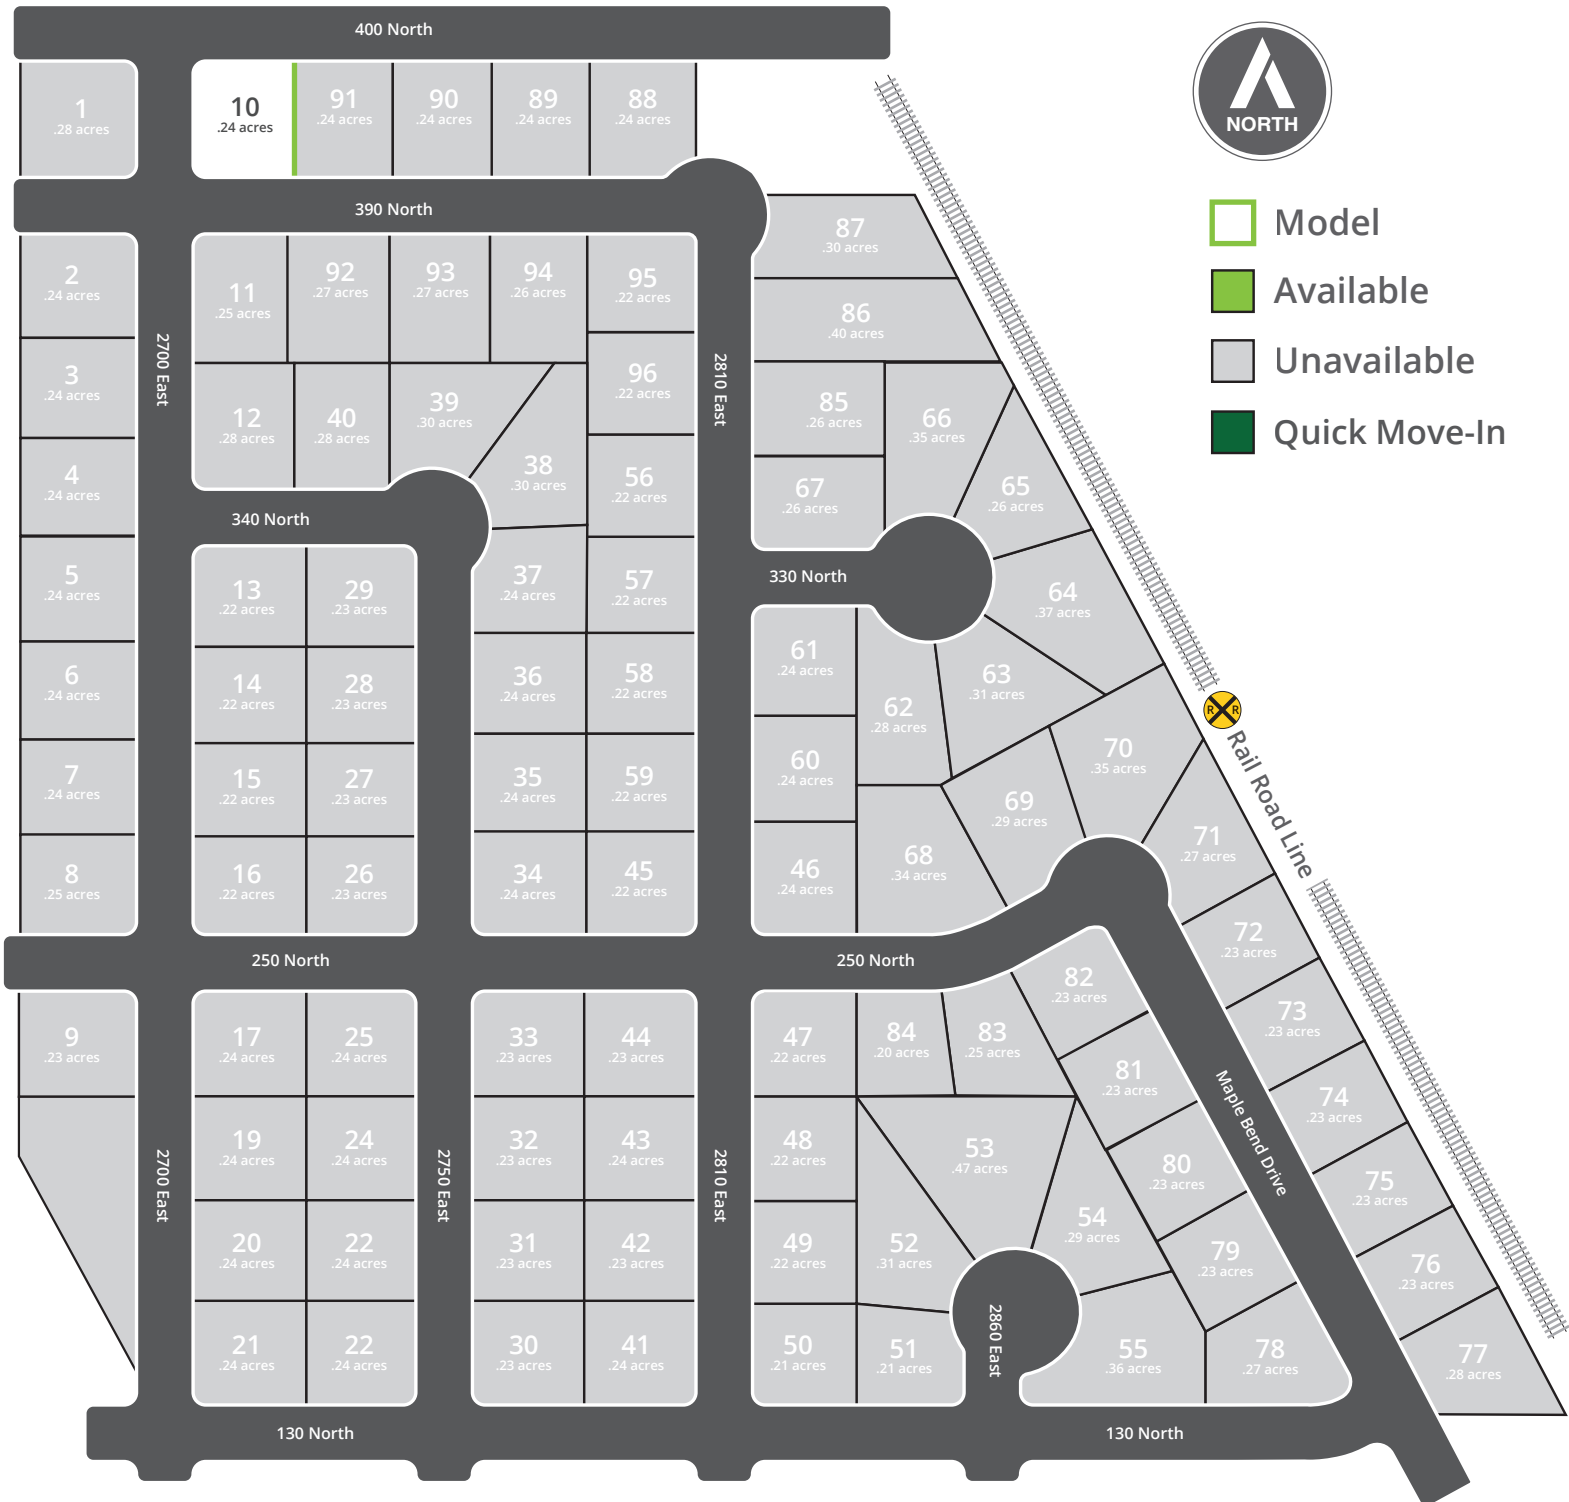 400 North
1
.28 acres
10
.24 acres
91
.24 acres
90
.24 acres
89
.24 acres
88
.24 acres
NORTH
Model
Available
Unavailable
Quick Move-In
390 North
87
.30 acres
86
.40 acres
2
.24 acres
3
.24 acres
4
.24 acres
5
.24 acres
6
.24 acres
7
.24 acres
8
.25 acres
2700 East
11
.25 acres
92
.27 acres
93
.27 acres
94
.26 acres
95
.22 acres
96
.22 acres
12
.28 acres
40
.28 acres
39
.30 acres
38
.30 acres
56
.22 acres
2810 East
85
.26 acres
66
.35 acres
67
.26 acres
65
.26 acres
340 North
330 North
64
.37 acres
13
.22 acres
29
.23 acres
37
.24 acres
57
.22 acres
14
.22 acres
28
.23 acres
36
.24 acres
58
.22 acres
15
.22 acres
27
.23 acres
35
.24 acres
59
.22 acres
16
.22 acres
26
.23 acres
34
.24 acres
45
.22 acres
61
.24 acres
62
.28 acres
63
.31 acres
60
.24 acres
46
.24 acres
68
.34 acres
69
.29 acres
70
.35 acres
71
.27 acres
R R
Rail Road Line
72
.23 acres
73
.23 acres
74
.23 acres
75
.23 acres
76
.23 acres
77
.28 acres
250 North
250 North
9
.23 acres
17
.24 acres
25
.24 acres
33
.23 acres
44
.23 acres
47
.22 acres
84
.20 acres
83
.25 acres
82
.23 acres
81
.23 acres
80
.23 acres
79
.23 acres
78
.27 acres
Maple Bend Drive
2700 East
19
.24 acres
24
.24 acres
2750 East
32
.23 acres
43
.24 acres
2810 East
48
.22 acres
53
.47 acres
54
.29 acres
20
.24 acres
22
.24 acres
31
.23 acres
42
.23 acres
49
.22 acres
52
.31 acres
21
.24 acres
22
.24 acres
30
.23 acres
41
.24 acres
50
.21 acres
51
.21 acres
2860 East
55
.36 acres
130 North
130 North